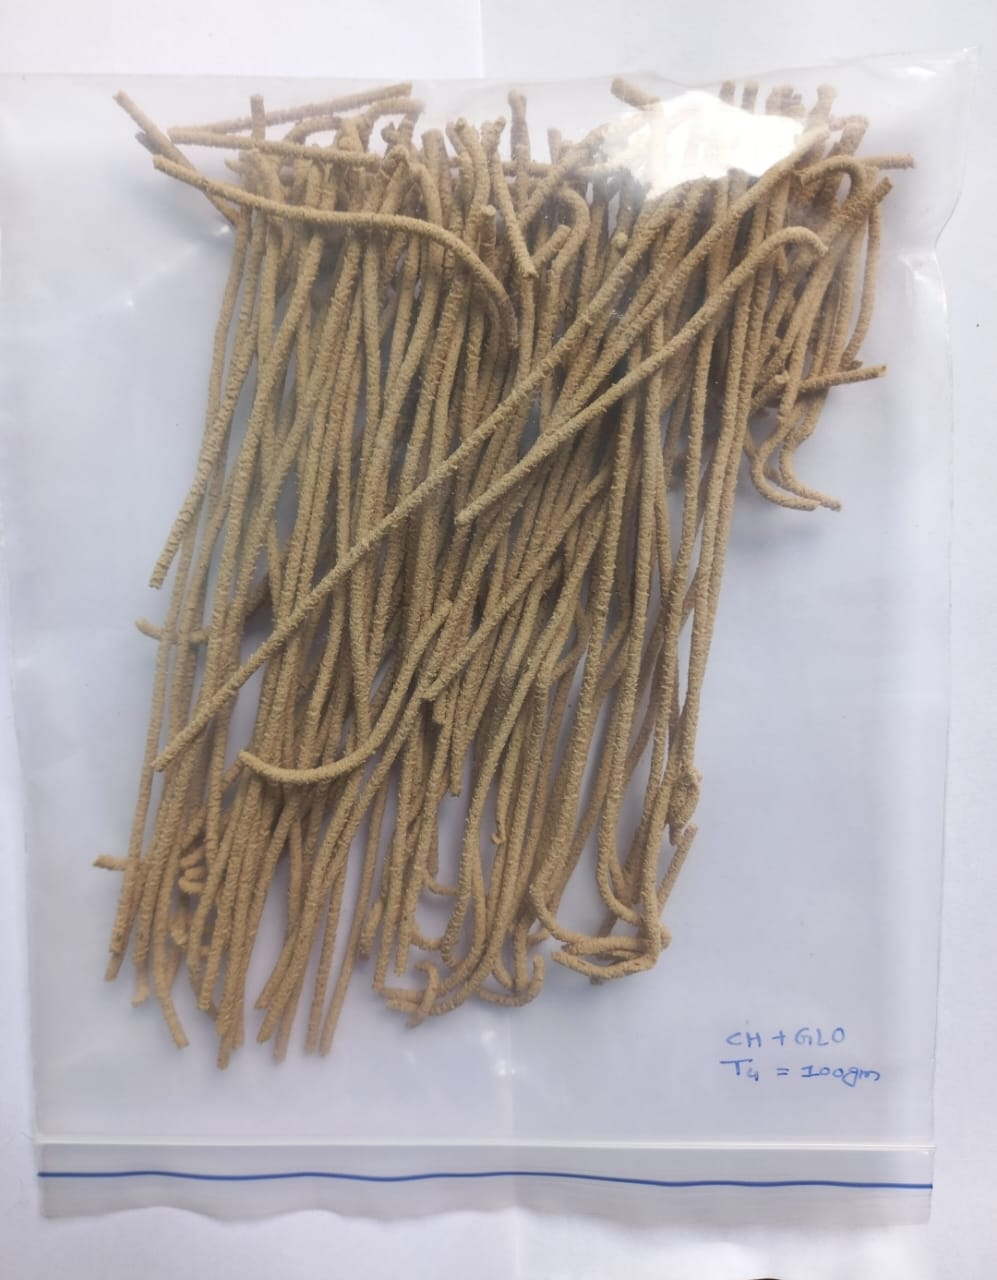 CH + GLO
T4 = 100gm